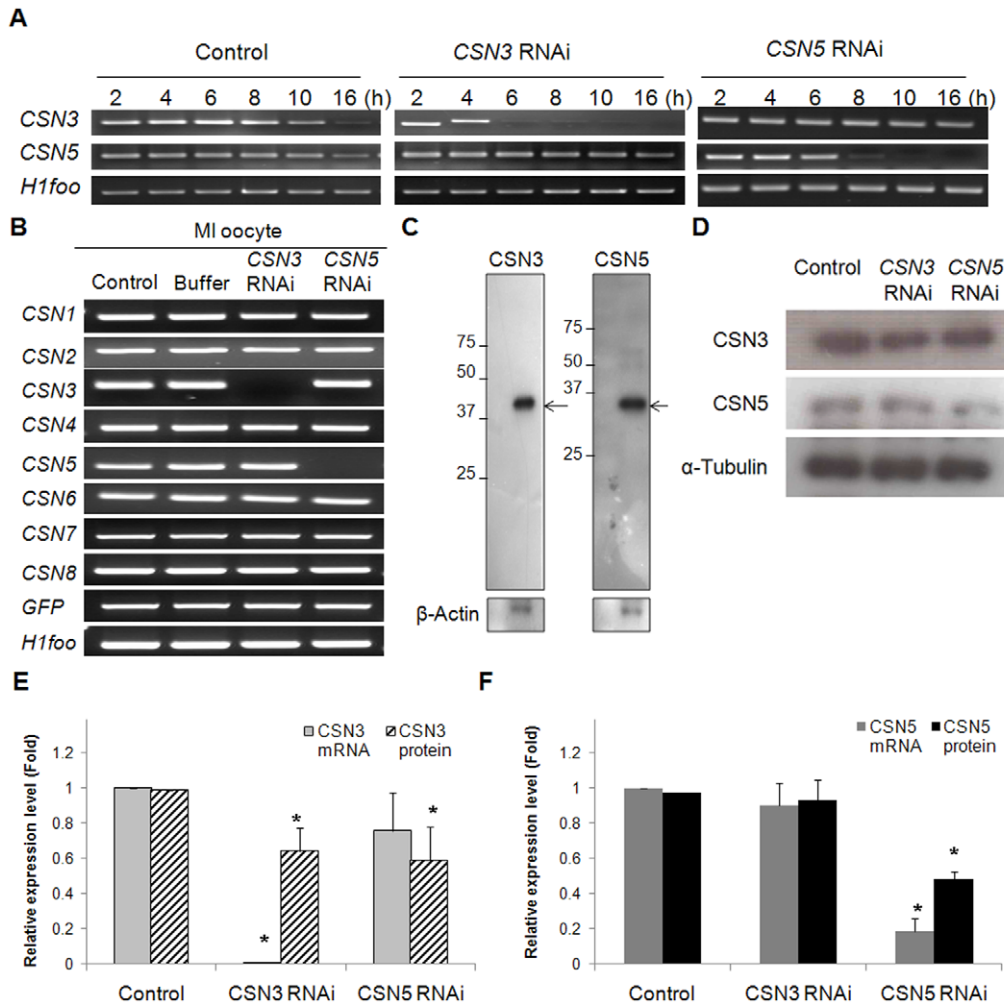 A
Control
CSN3 RNAi
CSN5 RNAi
2 4 6 8 10 16 (h)
2 4 6 8 10 16 (h)
2 4 6 8 10 16 (h)
CSN3
CSN5
H1foo
B
MI oocyte
Control Buffer CSN3 RNAi CSN5 RNAi
CSN1
CSN2
CSN3
CSN4
CSN5
CSN6
CSN7
CSN8
GFP
H1foo
C
CSN3
CSN5
75
50
37
25
75
50
37
25
β-Actin
D
Control CSN3 RNAi CSN5 RNAi
CSN3
CSN5
α-Tubulin
E
CSN3 mRNA
CSN3 protein
Relative expression level (Fold)
1.2
1
0.8
0.6
0.4
0.2
0
*
*
*
Control CSN3 RNAi CSN5 RNAi
F
CSN5 mRNA
CSN5 protein
Relative expression level (Fold)
1.2
1
0.8
0.6
0.4
0.2
0
*
*
Control CSN3 RNAi CSN5 RNAi